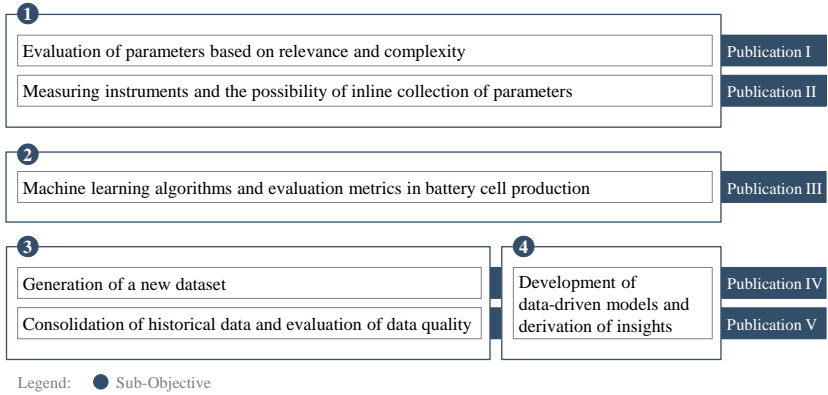 1
Evaluation of parameters based on relevance and complexity
Publication I
Measuring instruments and the possibility of inline collection of parameters
Publication II
2
Machine learning algorithms and evaluation metrics in battery cell production
Publication III
3
Generation of a new dataset
Consolidation of historical data and evaluation of data quality
4
Development of
data-driven models and
derivation of insights
Publication IV
Publication V
Legend: Sub-Objective